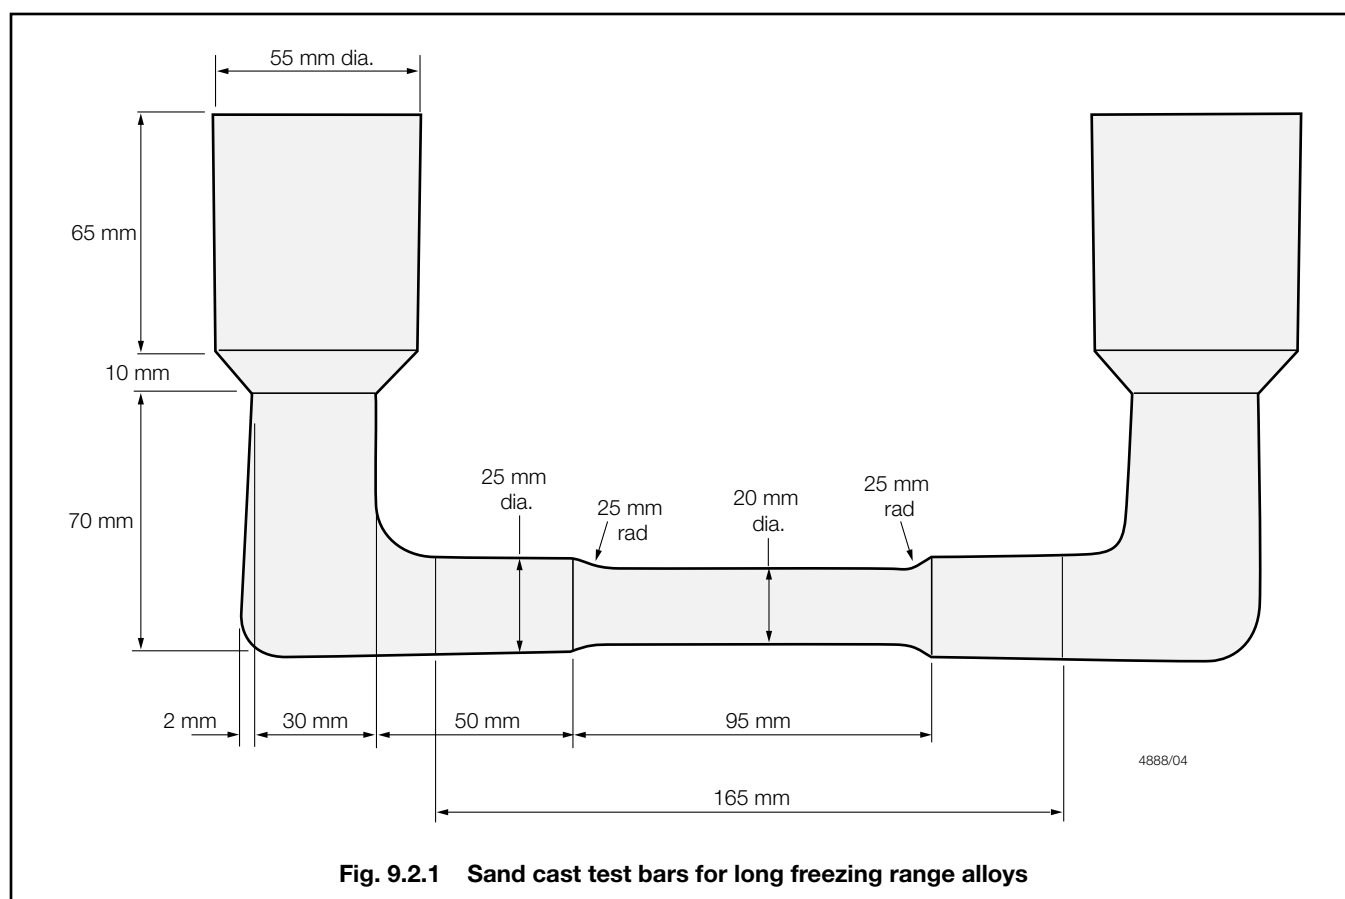 55 mm dia.
65 mm
10 mm
70 mm
25 mm
dia.
25 mm
rad
20 mm
dia.
25 mm
rad
2 mm
30 mm
50 mm
95 mm
4888/04
165 mm
Fig. 9.2.1 Sand cast test bars for long freezing range alloys